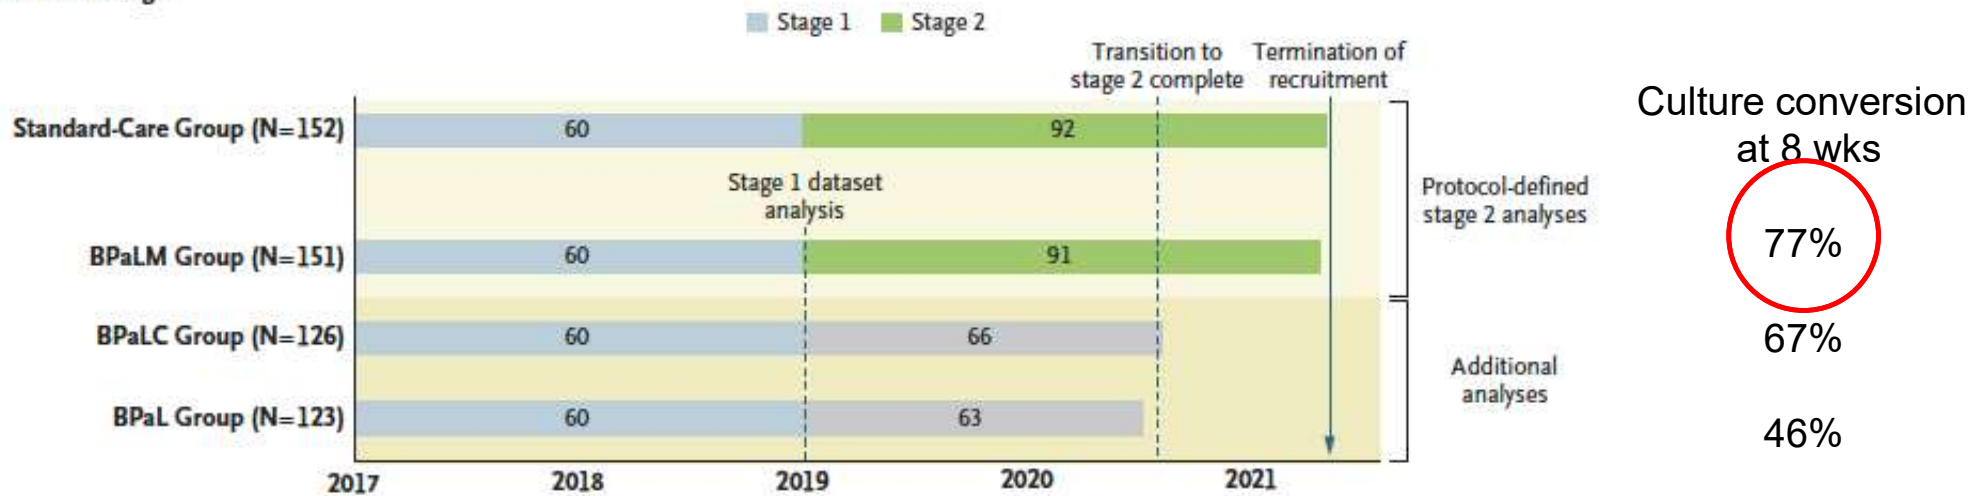 Stage 1
Stage 2
Transition to
stage 2 complete
Termination of
recruitment
Culture conversion
at 8 wks
Standard-Care Group (N=152)
60
92
Stage 1 dataset
analysis
Protocol-defined
stage 2 analyses
77%
BPaLM Group (N=151)
60
91
BPaLC Group (N=126)
60
66
67%
Additional
analyses
BPaL Group (N=123)
60
63
46%
2017
2018
2019
2020
2021